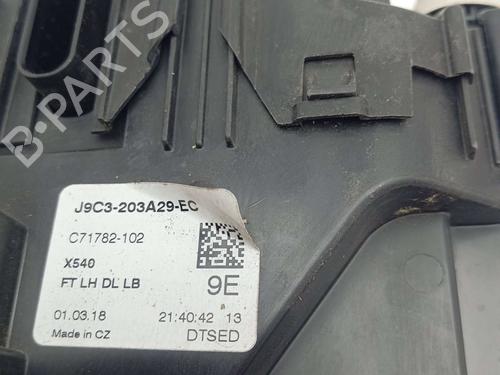 J9C3-203A29-EC
C71782-102
X540
FT LH DL LB
9E
01.03.18 21:40:42 13
Made in CZ DTSED
B-PARTS